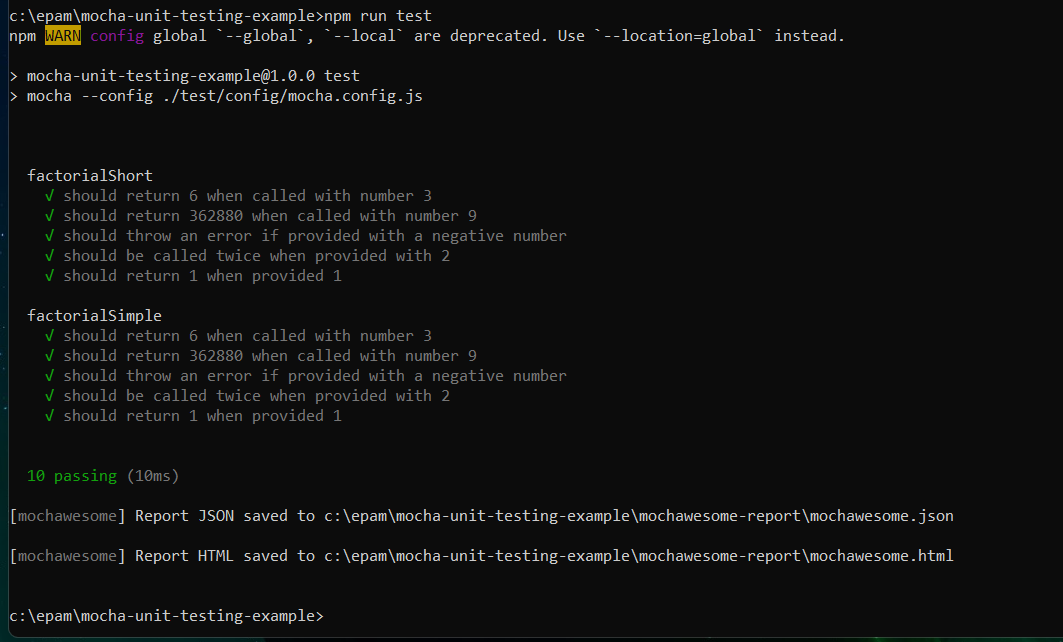 c:\epam\mocha-unit-testing-example>npm run test
npm WARN config global `--global`, `--local` are deprecated. Use `--location=global` instead.
> mocha-unit-testing-example@1.0.0 test
> mocha --config ./test/config/mocha.config.js
factorialShort
√ should return 6 when called with number 3
√ should return 362880 when called with number 9
√ should throw an error if provided with a negative number
√ should be called twice when provided with 2
√ should return 1 when provided 1
factorialSimple
√ should return 6 when called with number 3
√ should return 362880 when called with number 9
√ should throw an error if provided with a negative number
√ should be called twice when provided with 2
√ should return 1 when provided 1
10 passing (10ms)
[mochawesome] Report JSON saved to c:\epam\mocha-unit-testing-example\mochawesome-report\mochawesome.json
[mochawesome] Report HTML saved to c:\epam\mocha-unit-testing-example\mochawesome-report\mochawesome.html
c:\epam\mocha-unit-testing-example>